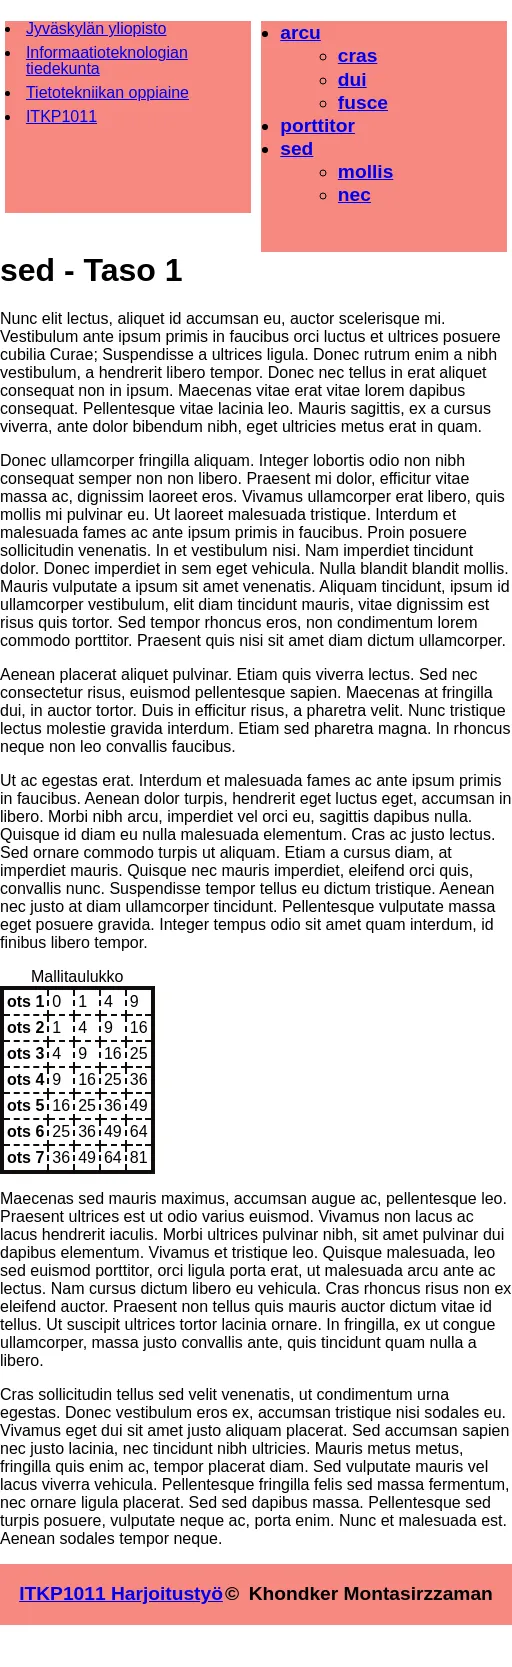 Jyväskylän yliopisto
Informaatioteknologian
tiedekunta
Tietotekniikan oppiaine
ITKP1011
arcu
cras
dui
fusce
porttitor
sed
mollis
nec
sed - Taso 1
Nunc elit lectus, aliquet id accumsan eu, auctor scelerisque mi.
Vestibulum ante ipsum primis in faucibus orci luctus et ultrices posuere
cubilia Curae; Suspendisse a ultrices ligula. Donec rutrum enim a nibh
vestibulum, a hendrerit libero tempor. Donec nec tellus in erat aliquet
consequat non in ipsum. Maecenas vitae erat vitae lorem dapibus
consequat. Pellentesque vitae lacinia leo. Mauris sagittis, ex a cursus
viverra, ante dolor bibendum nibh, eget ultricies metus erat in quam.
Donec ullamcorper fringilla aliquam. Integer lobortis odio non nibh
consequat semper non non libero. Praesent mi dolor, efficitur vitae
massa ac, dignissim laoreet eros. Vivamus ullamcorper erat libero, quis
mollis mi pulvinar eu. Ut laoreet malesuada tristique. Interdum et
malesuada fames ac ante ipsum primis in faucibus. Proin posuere
sollicitudin venenatis. In et vestibulum nisi. Nam imperdiet tincidunt
dolor. Donec imperdiet in sem eget vehicula. Nulla blandit blandit mollis.
Mauris vulputate a ipsum sit amet venenatis. Aliquam tincidunt, ipsum id
ullamcorper vestibulum, elit diam tincidunt mauris, vitae dignissim est
risus quis tortor. Sed tempor rhoncus eros, non condimentum lorem
commodo porttitor. Praesent quis nisi sit amet diam dictum ullamcorper.
Aenean placerat aliquet pulvinar. Etiam quis viverra lectus. Sed nec
consectetur risus, euismod pellentesque sapien. Maecenas at fringilla
dui, in auctor tortor. Duis in efficitur risus, a pharetra velit. Nunc tristique
lectus molestie gravida interdum. Etiam sed pharetra magna. In rhoncus
neque non leo convallis faucibus.
Ut ac egestas erat. Interdum et malesuada fames ac ante ipsum primis
in faucibus. Aenean dolor turpis, hendrerit eget luctus eget, accumsan in
libero. Morbi nibh arcu, imperdiet vel orci eu, sagittis dapibus nulla.
Quisque id diam eu nulla malesuada elementum. Cras ac justo lectus.
Sed ornare commodo turpis ut aliquam. Etiam a cursus diam, at
imperdiet mauris. Quisque nec mauris imperdiet, eleifend orci quis,
convallis nunc. Suspendisse tempor tellus eu dictum tristique. Aenean
nec justo at diam ullamcorper tincidunt. Pellentesque vulputate massa
eget posuere gravida. Integer tempus odio sit amet quam interdum, id
finibus libero tempor.
Mallitaulukko
ots 1 0 1 4 9
ots 2 1 4 9 16
ots 3 4 9 16 25
ots 4 9 16 25 36
ots 5 16 25 36 49
ots 6 25 36 49 64
ots 7 36 49 64 81
Maecenas sed mauris maximus, accumsan augue ac, pellentesque leo.
Praesent ultrices est ut odio varius euismod. Vivamus non lacus ac
lacus hendrerit iaculis. Morbi ultrices pulvinar nibh, sit amet pulvinar dui
dapibus elementum. Vivamus et tristique leo. Quisque malesuada, leo
sed euismod porttitor, orci ligula porta erat, ut malesuada arcu ante ac
lectus. Nam cursus dictum libero eu vehicula. Cras rhoncus risus non ex
eleifend auctor. Praesent non tellus quis mauris auctor dictum vitae id
tellus. Ut suscipit ultrices tortor lacinia ornare. In fringilla, ex ut congue
ullamcorper, massa justo convallis ante, quis tincidunt quam nulla a
libero.
Cras sollicitudin tellus sed velit venenatis, ut condimentum urna
egestas. Donec vestibulum eros ex, accumsan tristique nisi sodales eu.
Vivamus eget dui sit amet justo aliquam placerat. Sed accumsan sapien
nec justo lacinia, nec tincidunt nibh ultricies. Mauris metus metus,
fringilla quis enim ac, tempor placerat diam. Sed vulputate mauris vel
lacus viverra vehicula. Pellentesque fringilla felis sed massa fermentum,
nec ornare ligula placerat. Sed sed dapibus massa. Pellentesque sed
turpis posuere, vulputate neque ac, porta enim. Nunc et malesuada est.
Aenean sodales tempor neque.
ITKP1011 Harjoitustyö © Khondker Montasirzzaman